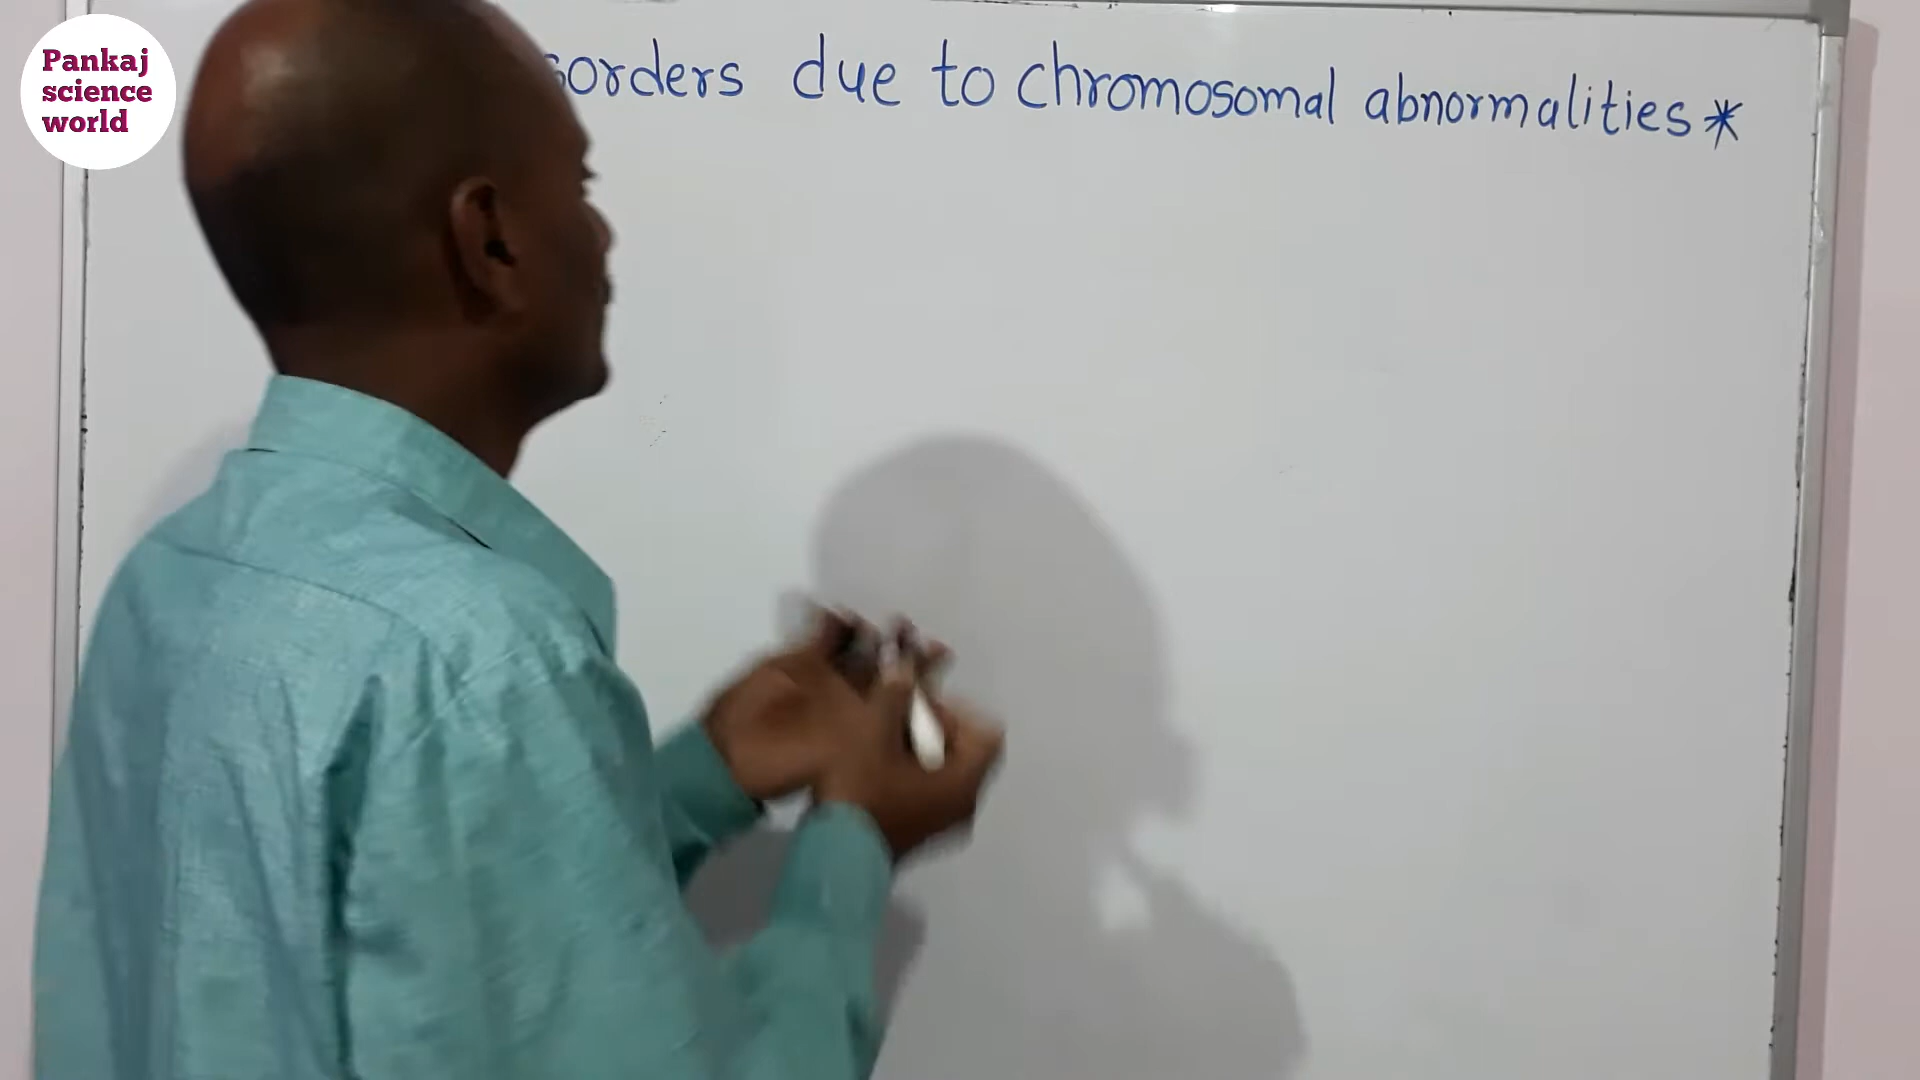 Pankaj
science
world
sorders due to chromosomal abnormalities*